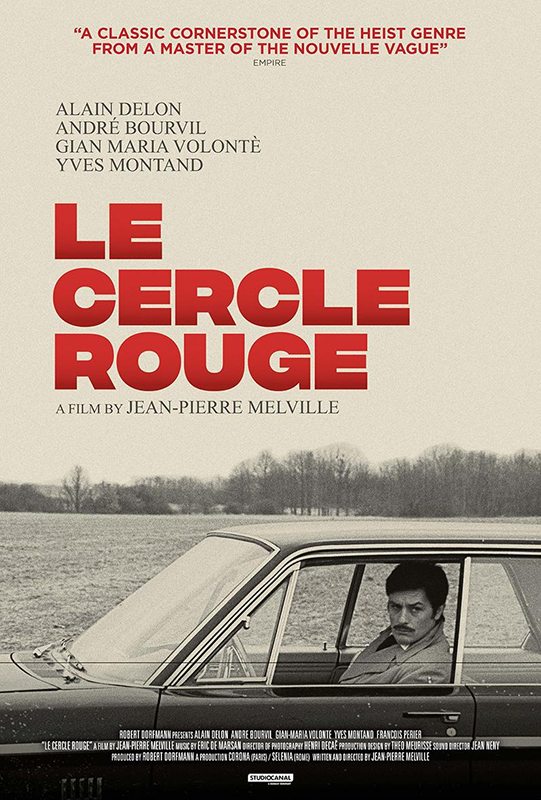 “A CLASSIC CORNERSTONE OF THE HEIST GENRE
FROM A MASTER OF THE NOUVELLE VAGUE”
EMPIRE
ALAIN DELON
ANDRÉ BOURVIL
GIAN MARIA VOLONTÈ
YVES MONTAND
LE
CERCLE
ROUGE
A FILM BY JEAN-PIERRE MELVILLE
ROBERT DORFMANN PRESENTS ALAIN DELON ANDRE BOURVIL GIAN-MARIA VOLONTE YVES MONTAND FRANCOIS PERIER
"LE CERCLE ROUGE" A FILM BY JEAN-PIERRE MELVILLE MUSIC BY ERIC DE MARSAN DIRECTOR OF PHOTOGRAPHY HENRI DECAË PRODUCTION DESIGN BY THEO MEURISSE SOUND DIRECTOR JEAN NENY
PRODUCED BY ROBERT DORFMANN A PRODUCTION CORONA (PARIS) / SELENIA (ROME) WRITTEN AND DIRECTED BY JEAN-PIERRE MELVILLE
STUDIOCANAL